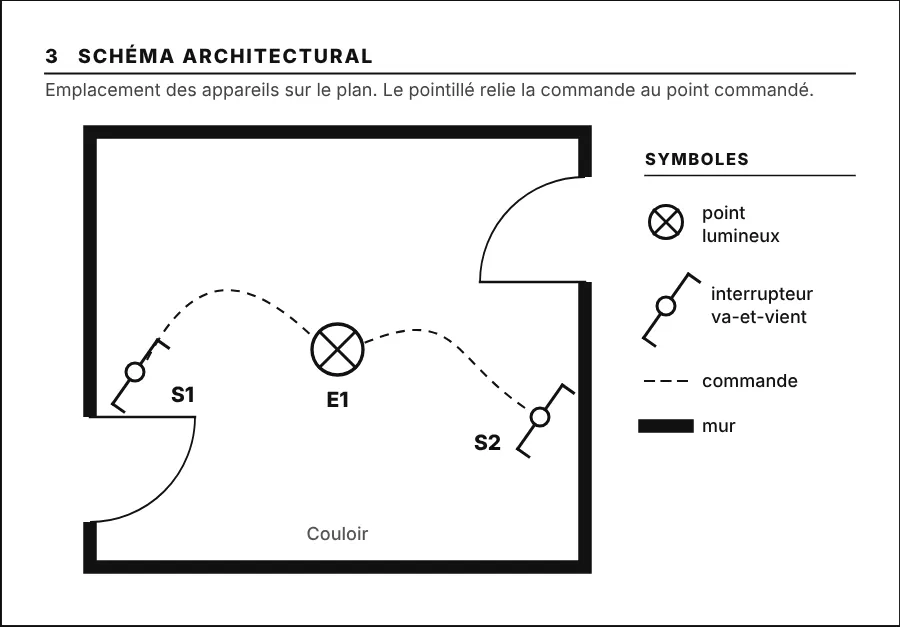 3 SCHÉMA ARCHITECTURAL
Emplacement des appareils sur le plan. Le pointillé relie la commande au point commandé.
SYMBOLES
point
lumineux
interrupteur
va-et-vient
commande
mur
S1
E1
S2
Couloir